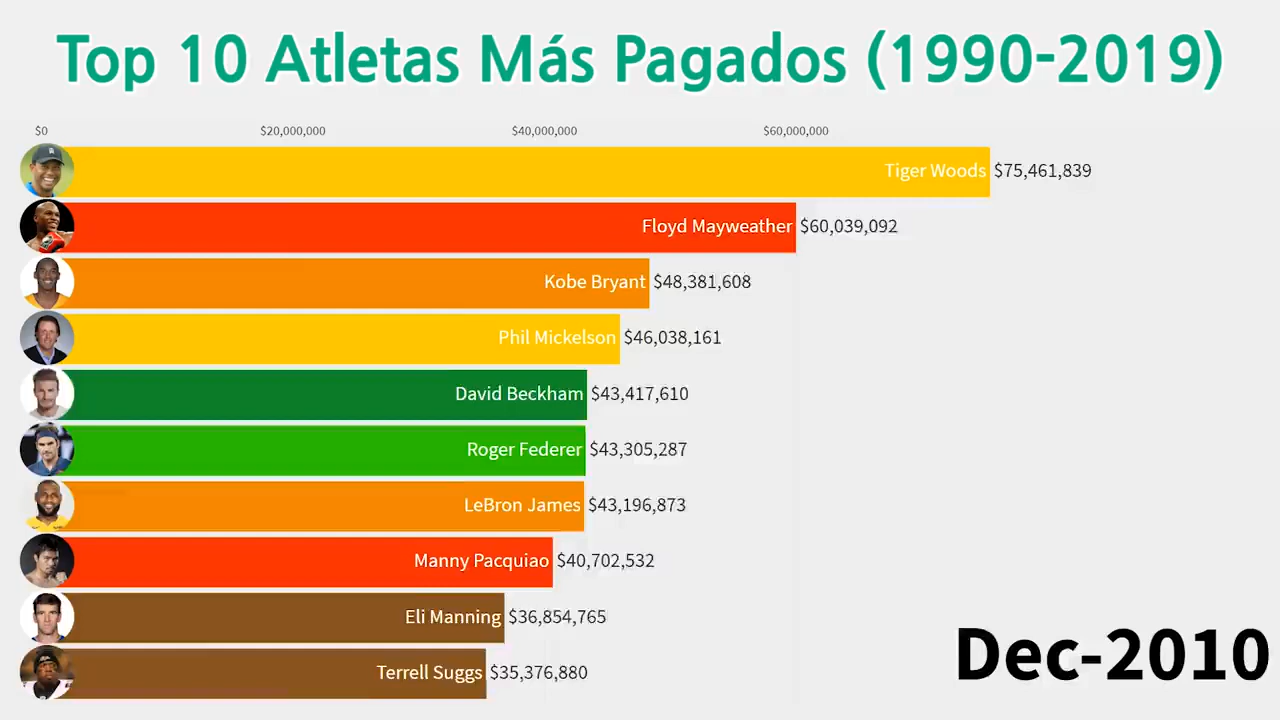 Top 10 Atletas Más Pagados (1990-2019)
$0 $20,000,000 $40,000,000 $60,000,000
Tiger Woods $75,461,839
Floyd Mayweather $60,039,092
Kobe Bryant $48,381,608
Phil Mickelson $46,038,161
David Beckham $43,417,610
Roger Federer $43,305,287
LeBron James $43,196,873
Manny Pacquiao $40,702,532
Eli Manning $36,854,765
Terrell Suggs $35,376,880
Dec-2010